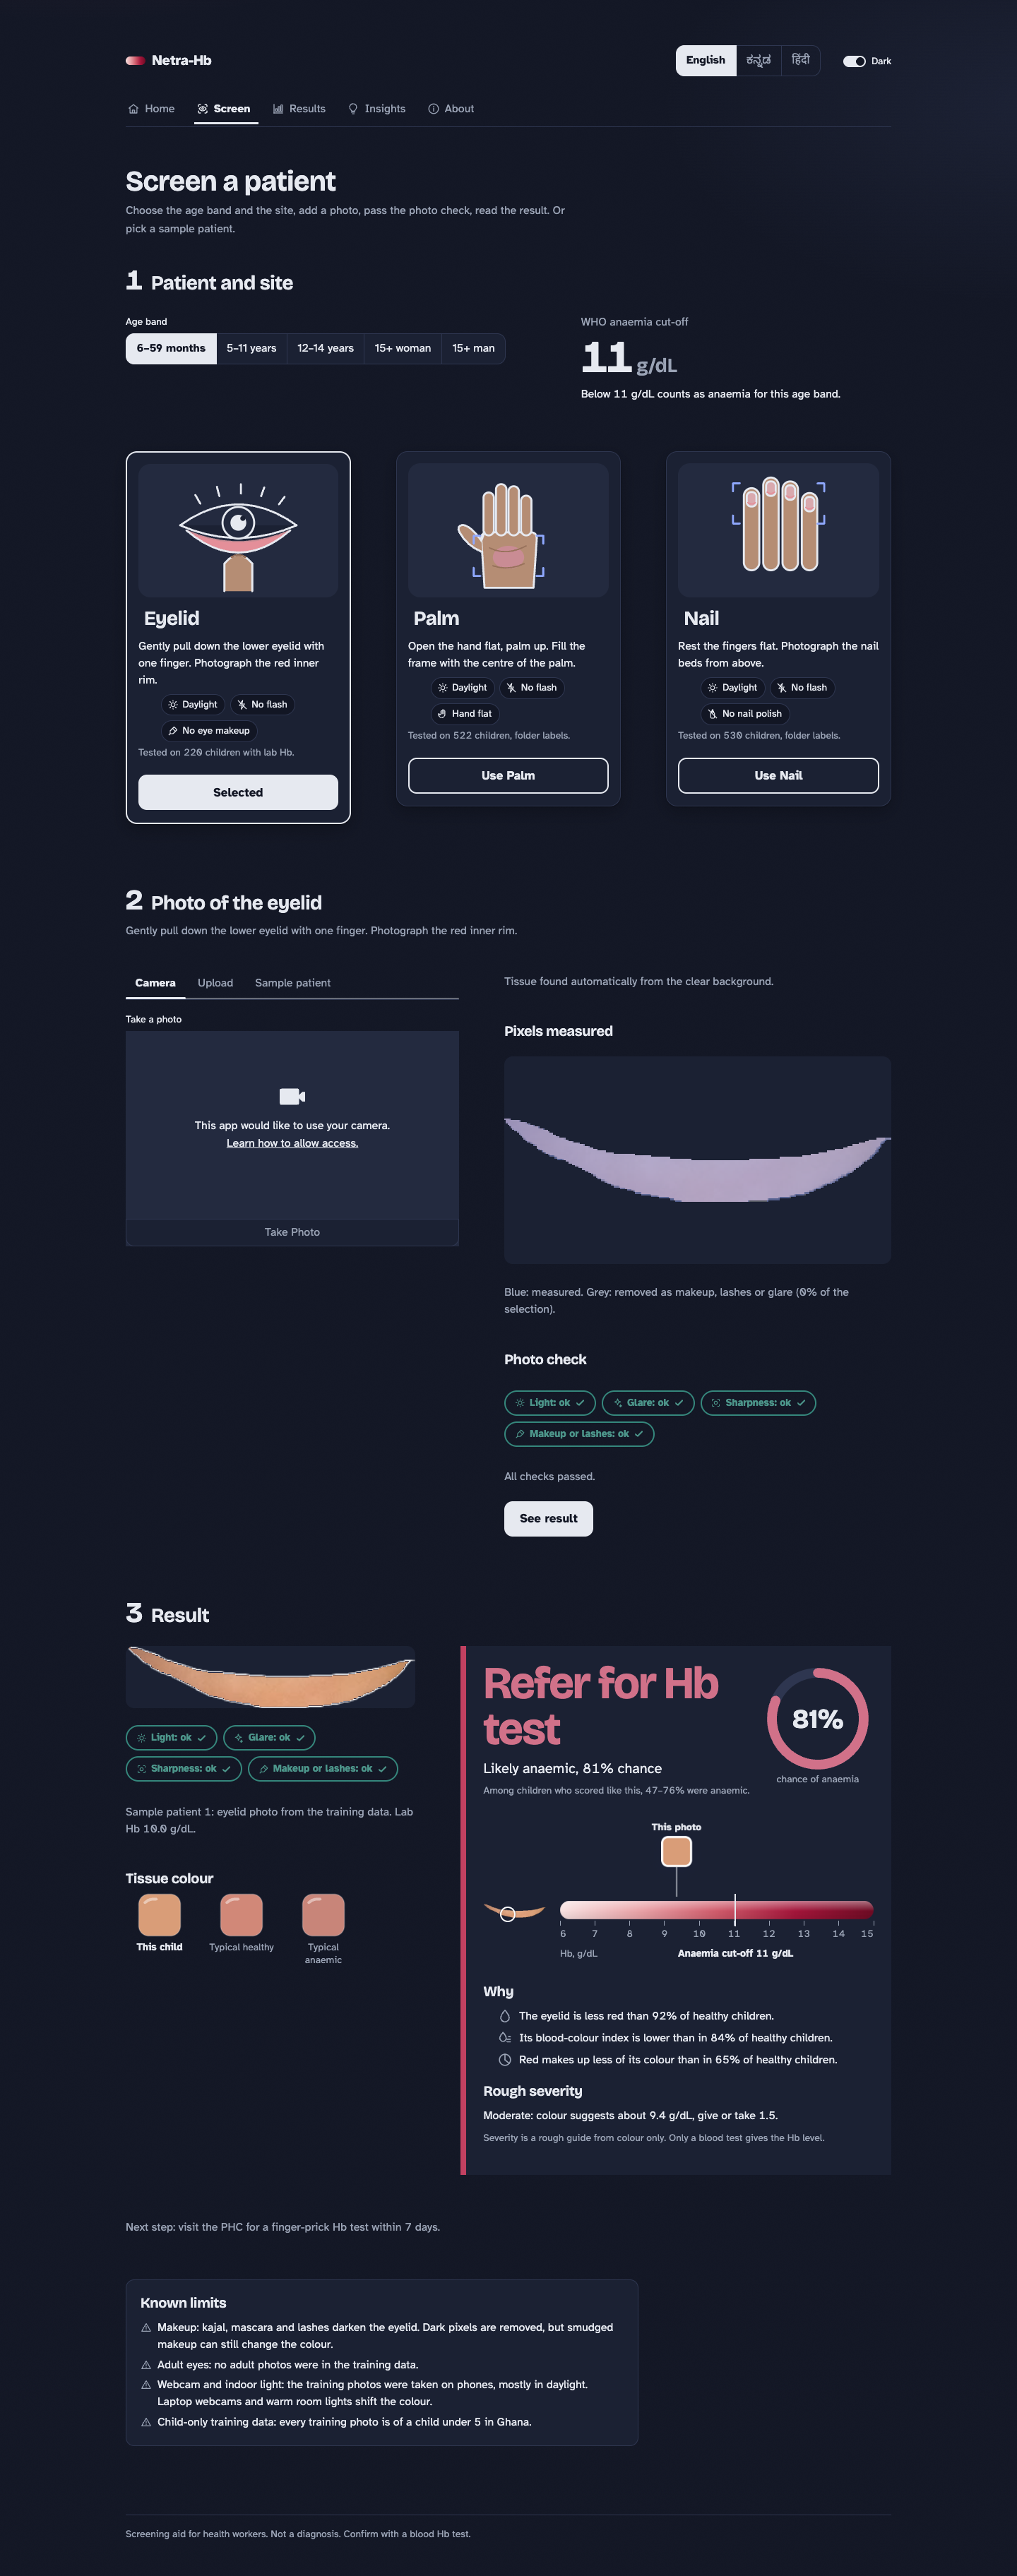 Netra-Hb
English
ಕನ್ನಡ
हिंदी
Dark
Home
Screen
Results
Insights
About
Screen a patient
Choose the age band and the site, add a photo, pass the photo check, read the result. Or
pick a sample patient.
1 Patient and site
Age band
6–59 months
5–11 years
12–14 years
15+ woman
15+ man
WHO anaemia cut-off
11 g/dL
Below 11 g/dL counts as anaemia for this age band.
Eyelid
Gently pull down the lower eyelid with
one finger. Photograph the red inner
rim.
Daylight
No flash
No eye makeup
Tested on 220 children with lab Hb.
Selected
Palm
Open the hand flat, palm up. Fill the
frame with the centre of the palm.
Daylight
No flash
Hand flat
Tested on 522 children, folder labels.
Use Palm
Nail
Rest the fingers flat. Photograph the nail
beds from above.
Daylight
No flash
No nail polish
Tested on 530 children, folder labels.
Use Nail
2 Photo of the eyelid
Gently pull down the lower eyelid with one finger. Photograph the red inner rim.
Camera
Upload
Sample patient
Take a photo
This app would like to use your camera.
Learn how to allow access.
Take Photo
Tissue found automatically from the clear background.
Pixels measured
Blue: measured. Grey: removed as makeup, lashes or glare (0% of the
selection).
Photo check
Light: ok
Glare: ok
Sharpness: ok
Makeup or lashes: ok
All checks passed.
See result
3 Result
Light: ok
Glare: ok
Sharpness: ok
Makeup or lashes: ok
Sample patient 1: eyelid photo from the training data. Lab
Hb 10.0 g/dL.
Tissue colour
This child
Typical healthy
Typical
anaemic
Refer for Hb
test
Likely anaemic, 81% chance
Among children who scored like this, 47–76% were anaemic.
81%
chance of anaemia
This photo
6 7 8 9 10 11 12 13 14 15
Hb, g/dL
Anaemia cut-off 11 g/dL
Why
The eyelid is less red than 92% of healthy children.
Its blood-colour index is lower than in 84% of healthy children.
Red makes up less of its colour than in 65% of healthy children.
Rough severity
Moderate: colour suggests about 9.4 g/dL, give or take 1.5.
Severity is a rough guide from colour only. Only a blood test gives the Hb level.
Next step: visit the PHC for a finger-prick Hb test within 7 days.
Known limits
Makeup: kajal, mascara and lashes darken the eyelid. Dark pixels are removed, but smudged
makeup can still change the colour.
Adult eyes: no adult photos were in the training data.
Webcam and indoor light: the training photos were taken on phones, mostly in daylight.
Laptop webcams and warm room lights shift the colour.
Child-only training data: every training photo is of a child under 5 in Ghana.
Screening aid for health workers. Not a diagnosis. Confirm with a blood Hb test.